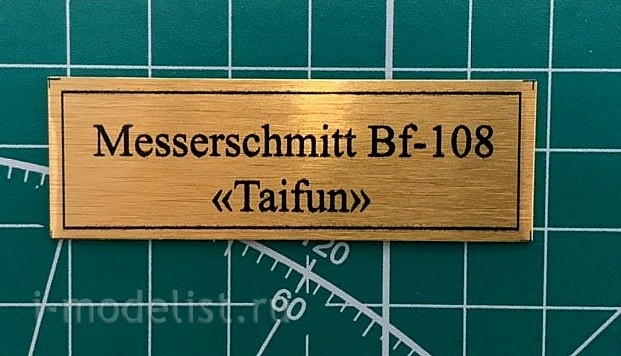 Messerschmitt Bf-108
«Taifun»
120
60
i-modelist.ru